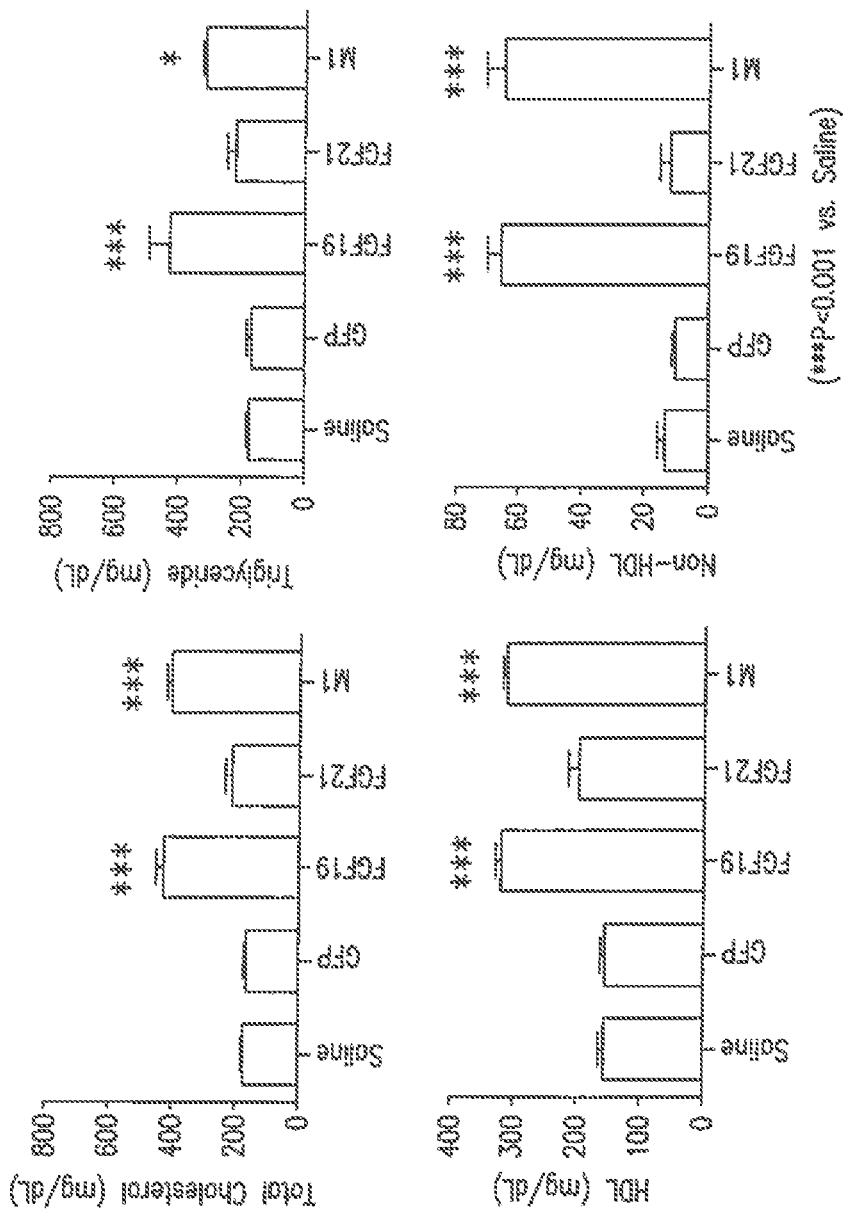 Total Cholesterol (mg/dL)
800
600
400
200
0
***
***
Saline
GFP
FGF19
FGF21
M1
Triglyceride (mg/dL)
800
600
400
200
0
***
*
Saline
GFP
FGF19
FGF21
M1
HDL (mg/dL)
400
300
200
100
0
***
***
Saline
GFP
FGF19
FGF21
M1
Non-HDL (mg/dL)
80
60
40
20
0
***
***
Saline
GFP
FGF19
FGF21
M1
(***P<0.001 vs. Saline)